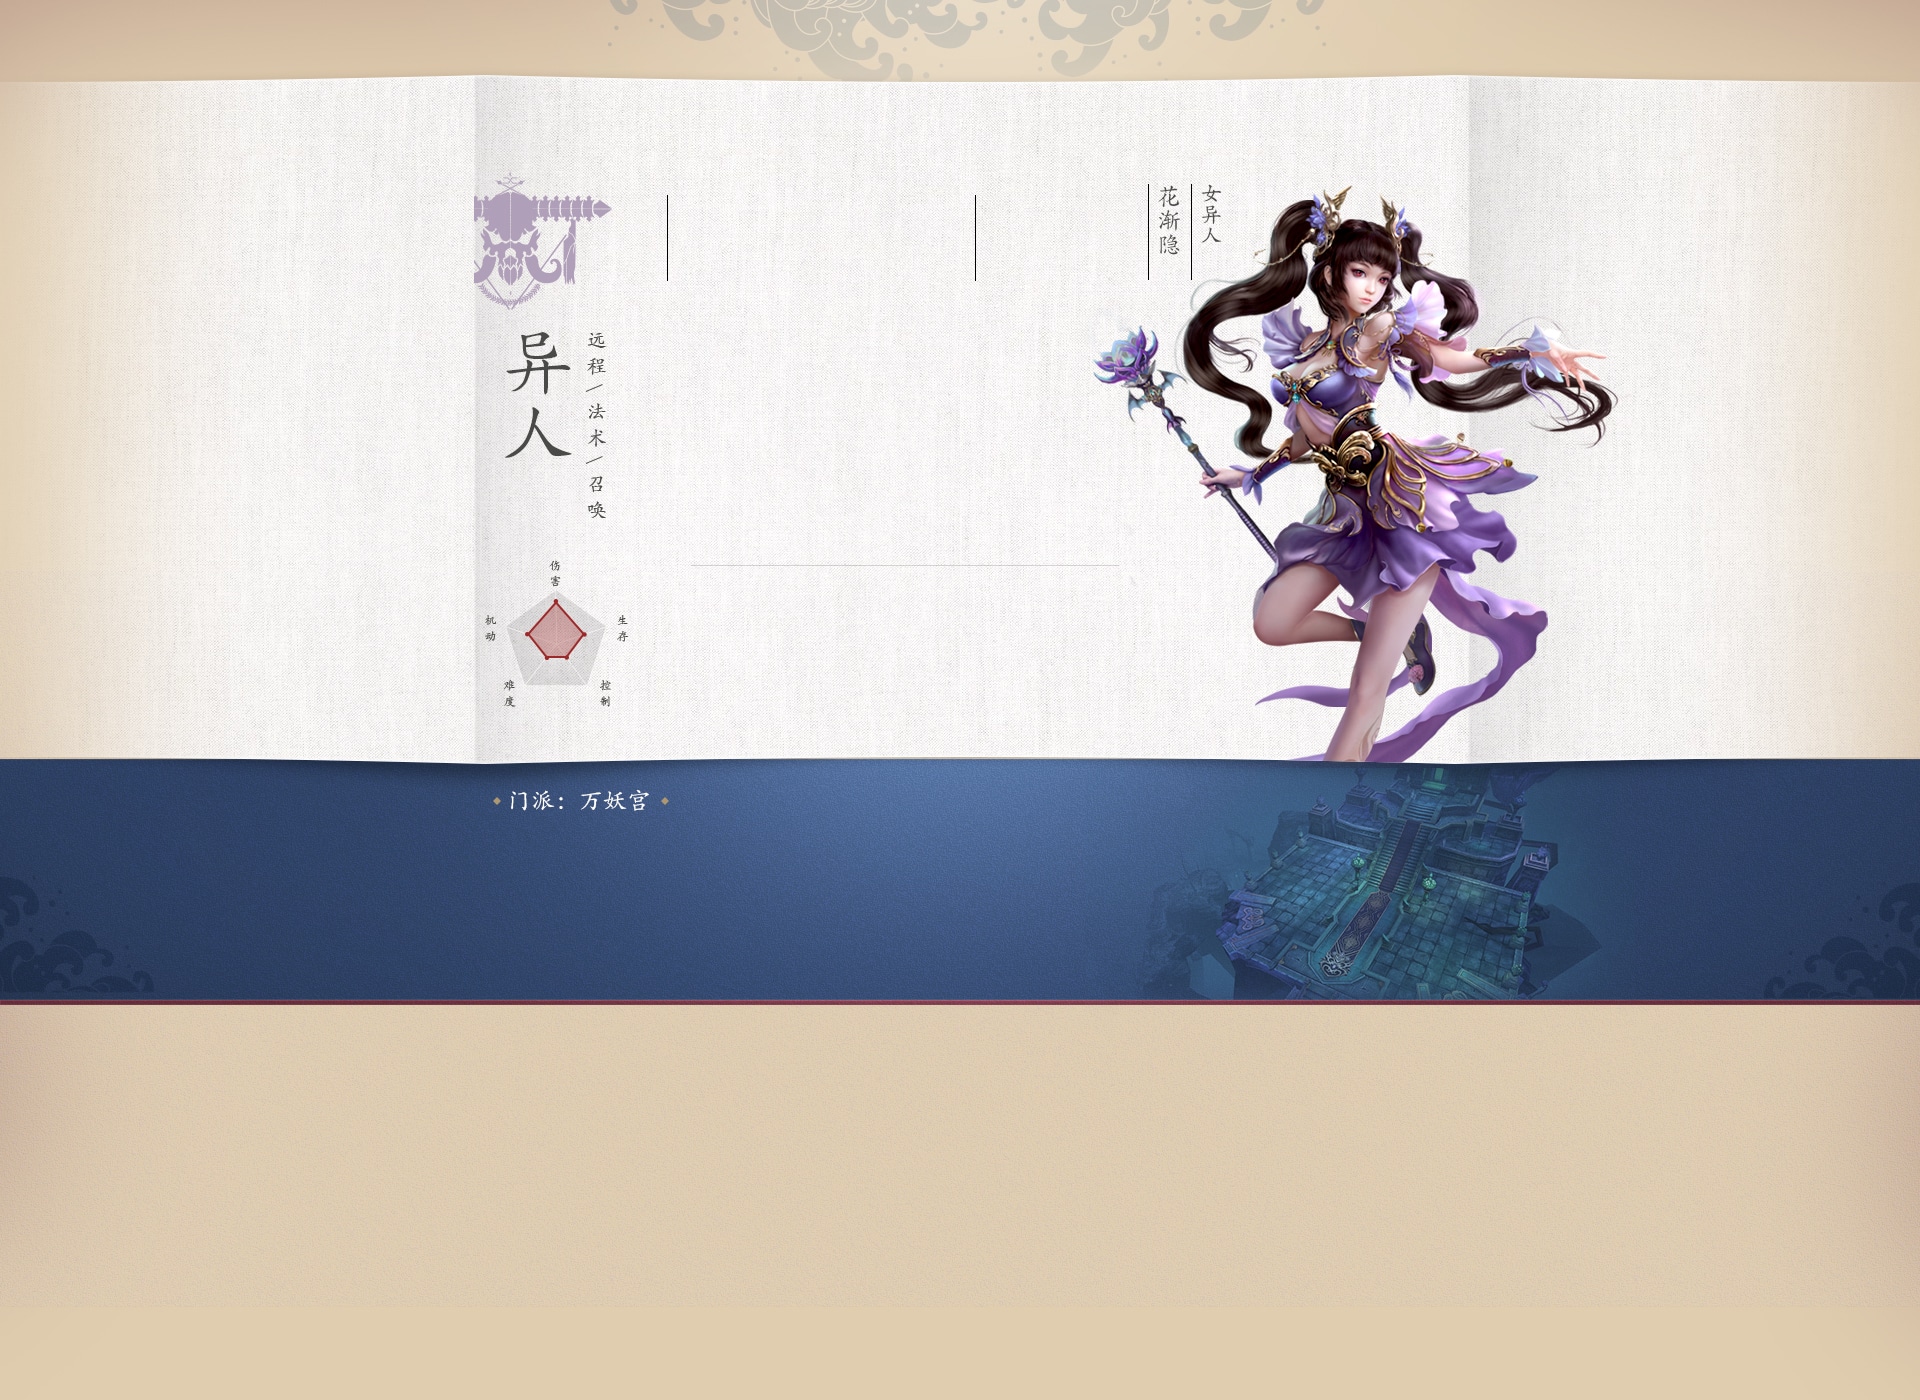 女异人
花渐隐
远程/法术/召唤
异人
伤害
机动
生存
难度
控制
门派：万妖宫